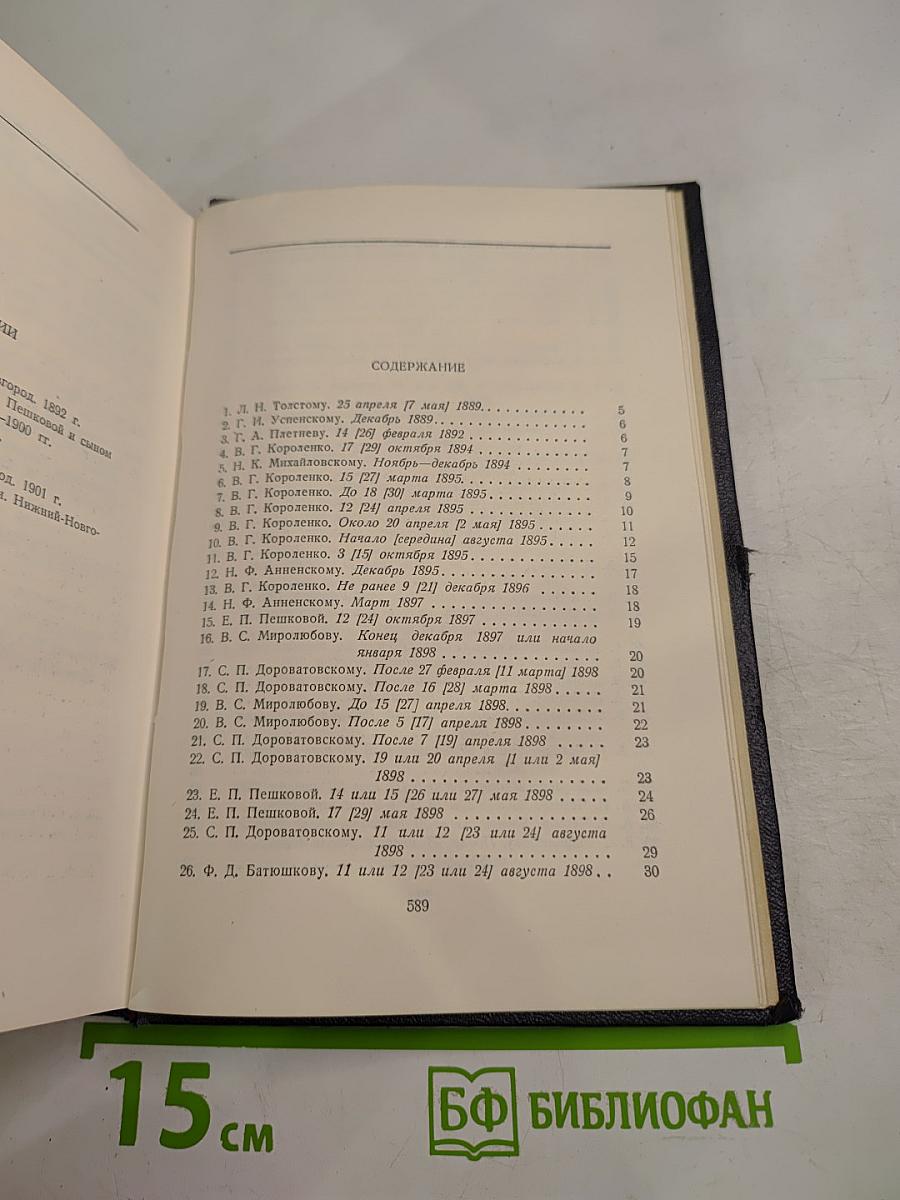 ИИ
город. 1892 г.
Пешковой и сыном
–1900 гг.
од. 1901 г.
и. Нижний-Новго-
СОДЕРЖАНИЕ
1. Л. Н. Толстому. 25 апреля [7 мая] 1889. . . . . . . . . . . . 5
2. Г. И. Успенскому. Декабрь 1889. . . . . . . . . . . . . . . . 6
3. Г. А. Плетневу. 14 [26] февраля 1892 . . . . . . . . . . . . 6
4. В. Г. Короленко. 17 [29] октября 1894 . . . . . . . . . . . . 7
5. Н. К. Михайловскому. Ноябрь—декабрь 1894 . . . . . . . . 7
6. В. Г. Короленко. 15 [27] марта 1895. . . . . . . . . . . . . . 8
7. В. Г. Короленко. До 18 [30] марта 1895. . . . . . . . . . . . 9
8. В. Г. Короленко. 12 [24] апреля 1895 . . . . . . . . . . . . . 10
9. В. Г. Короленко. Около 20 апреля [2 мая] 1895 . . . . . . 11
10. В. Г. Короленко. Начало [середина] августа 1895. . . . . 12
11. В. Г. Короленко. 3 [15] октября 1895. . . . . . . . . . . . . 15
12. Н. Ф. Анненскому. Декабрь 1895. . . . . . . . . . . . . . . . 17
13. В. Г. Короленко. Не ранее 9 [21] декабря 1896 . . . . . . 18
14. Н. Ф. Анненскому. Март 1897 . . . . . . . . . . . . . . . . . 18
15. Е. П. Пешковой. 12 [24] октября 1897 . . . . . . . . . . . . 19
16. В. С. Миролюбову. Конец декабря 1897 или начало
января 1898 . . . . . . . . . . . . . . . . 20
17. С. П. Дороватовскому. После 27 февраля [11 марта] 1898 20
18. С. П. Дороватовскому. После 16 [28] марта 1898 . . . . . 21
19. В. С. Миролюбову. До 15 [27] апреля 1898. . . . . . . . . . 21
20. В. С. Миролюбову. После 5 [17] апреля 1898 . . . . . . . . 22
21. С. П. Дороватовскому. После 7 [19] апреля 1898 . . . . . 23
22. С. П. Дороватовскому. 19 или 20 апреля [1 или 2 мая]
1898 . . . . . . . . . . . . . . . . . . . . 23
23. Е. П. Пешковой. 14 или 15 [26 или 27] мая 1898 . . . . . 24
24. Е. П. Пешковой. 17 [29] мая 1898 . . . . . . . . . . . . . . . 26
25. С. П. Дороватовскому. 11 или 12 [23 или 24] августа
1898 . . . . . . . . . . . . . . . . . . . . 29
26. Ф. Д. Батюшкову. 11 или 12 [23 или 24] августа 1898 . . 30
589
15 см
БФ БИБЛИОФАН